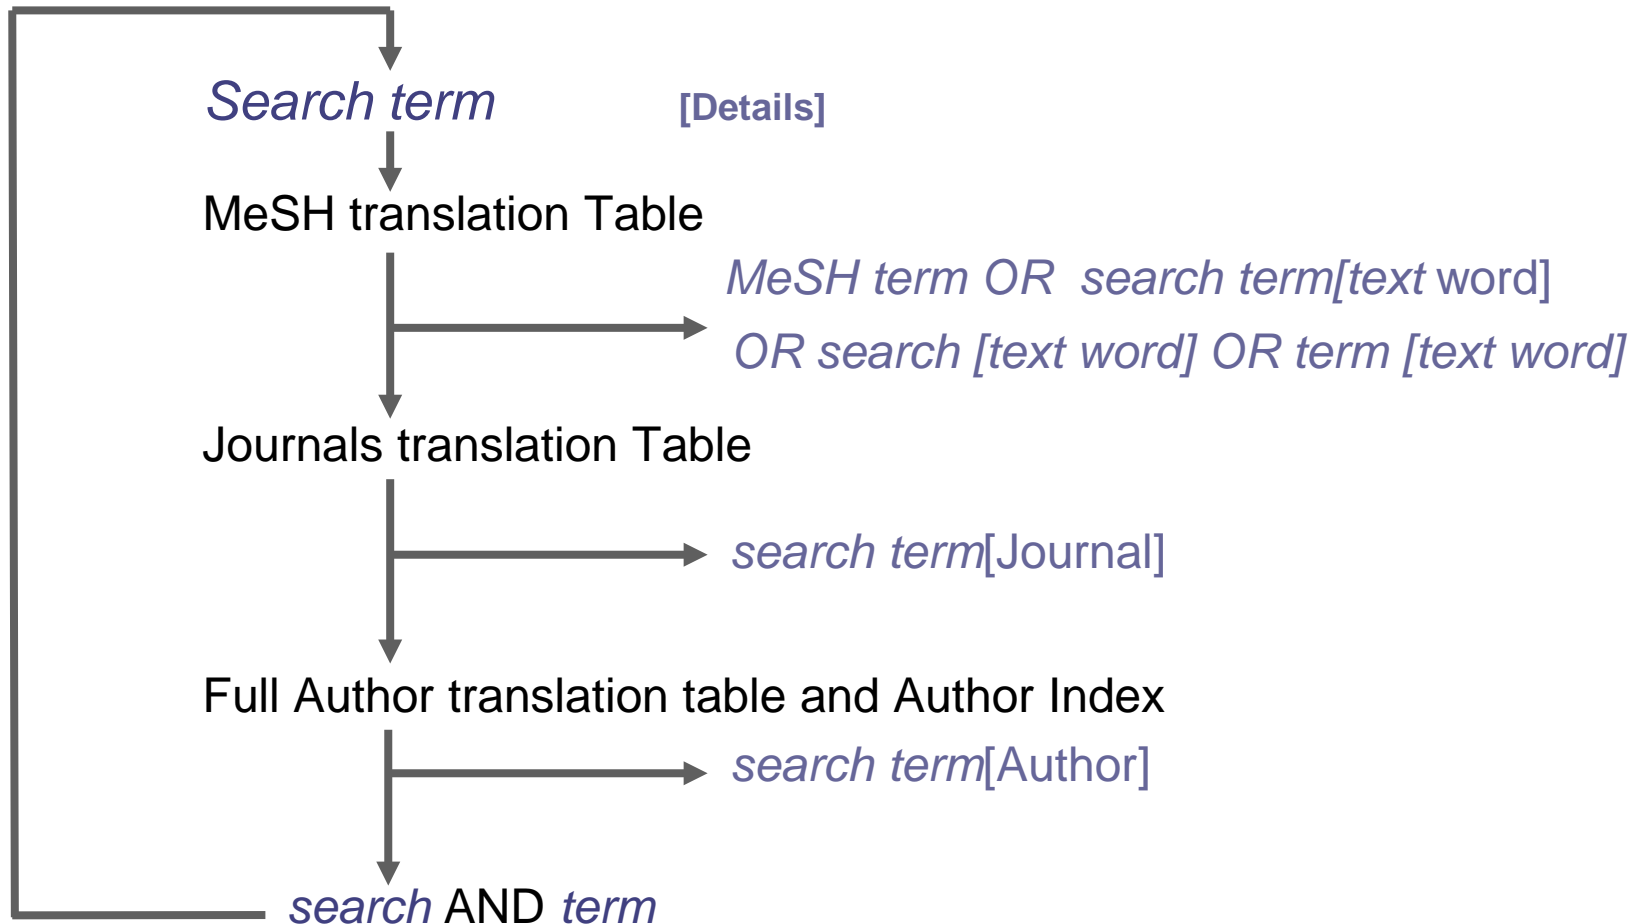 Search term [Details]
MeSH translation Table
MeSH term OR search term[text word]
OR search [text word] OR term [text word]
Journals translation Table
search term[Journal]
Full Author translation table and Author Index
search term[Author]
search AND term